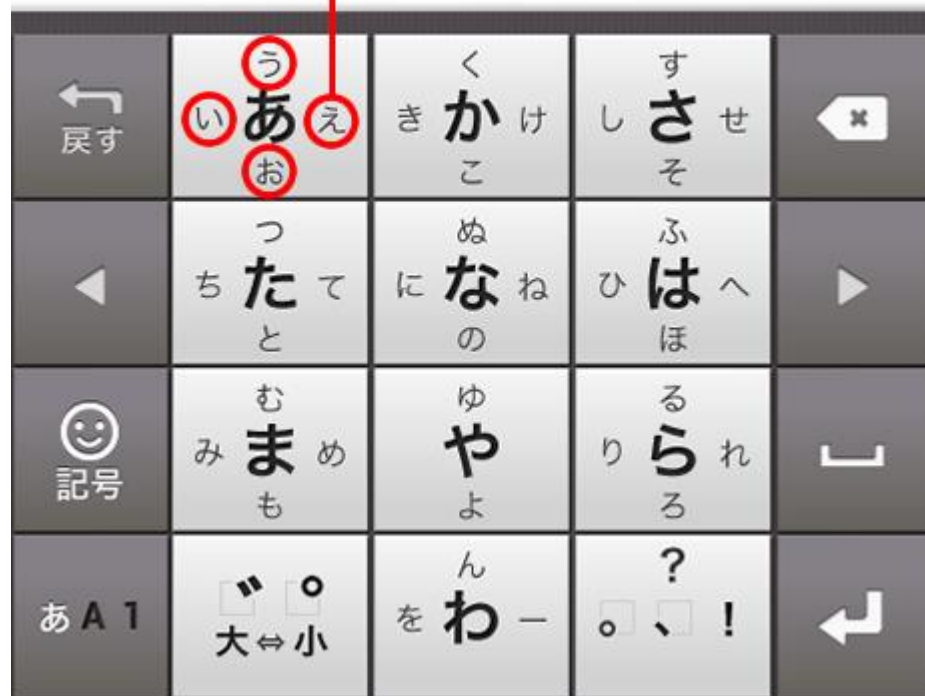 う く す
戻す い あ え き か け し さ せ
お こ そ
つ ぬ ふ
ち た て に な ね ひ は へ
と の ほ
む ゆ る
記号 み ま め や り ら れ
も よ ろ
ん ?
あA1 ゛ ゜ を わ ー 。 、 !
大⇔小